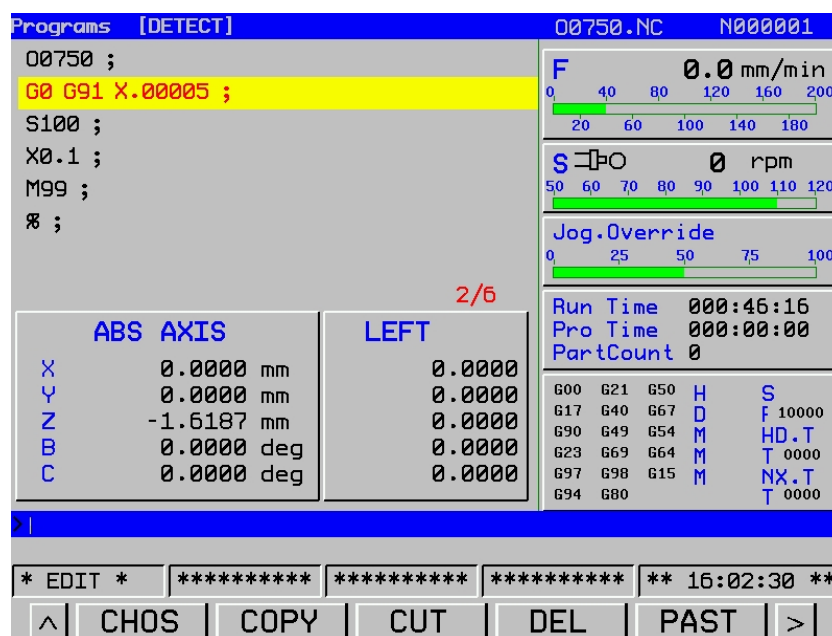 Programs [DETECT] O0750.NC N000001
O0750 ;
G0 G91 X.00005 ;
S100 ;
X0.1 ;
M99 ;
% ;
2/6
ABS AXIS LEFT
X 0.0000 mm 0.0000
Y 0.0000 mm 0.0000
Z -1.6187 mm 0.0000
B 0.0000 deg 0.0000
C 0.0000 deg 0.0000
F 0.0 mm/min
0 40 80 120 160 200
20 60 100 140 180
S 0 rpm
50 60 70 80 90 100 110 120
Jog.Override
0 25 50 75 100
Run Time 000:46:16
Pro Time 000:00:00
PartCount 0
G00 G21 G50 H S
G17 G40 G67 D F 10000
G90 G49 G54 M HD.T
G23 G69 G64 M T 0000
G97 G98 G15 M NX.T
G94 G80 T 0000
>
* EDIT * ********** ********** ********** ** 16:02:30 **
^ CHOS COPY CUT DEL PAST >